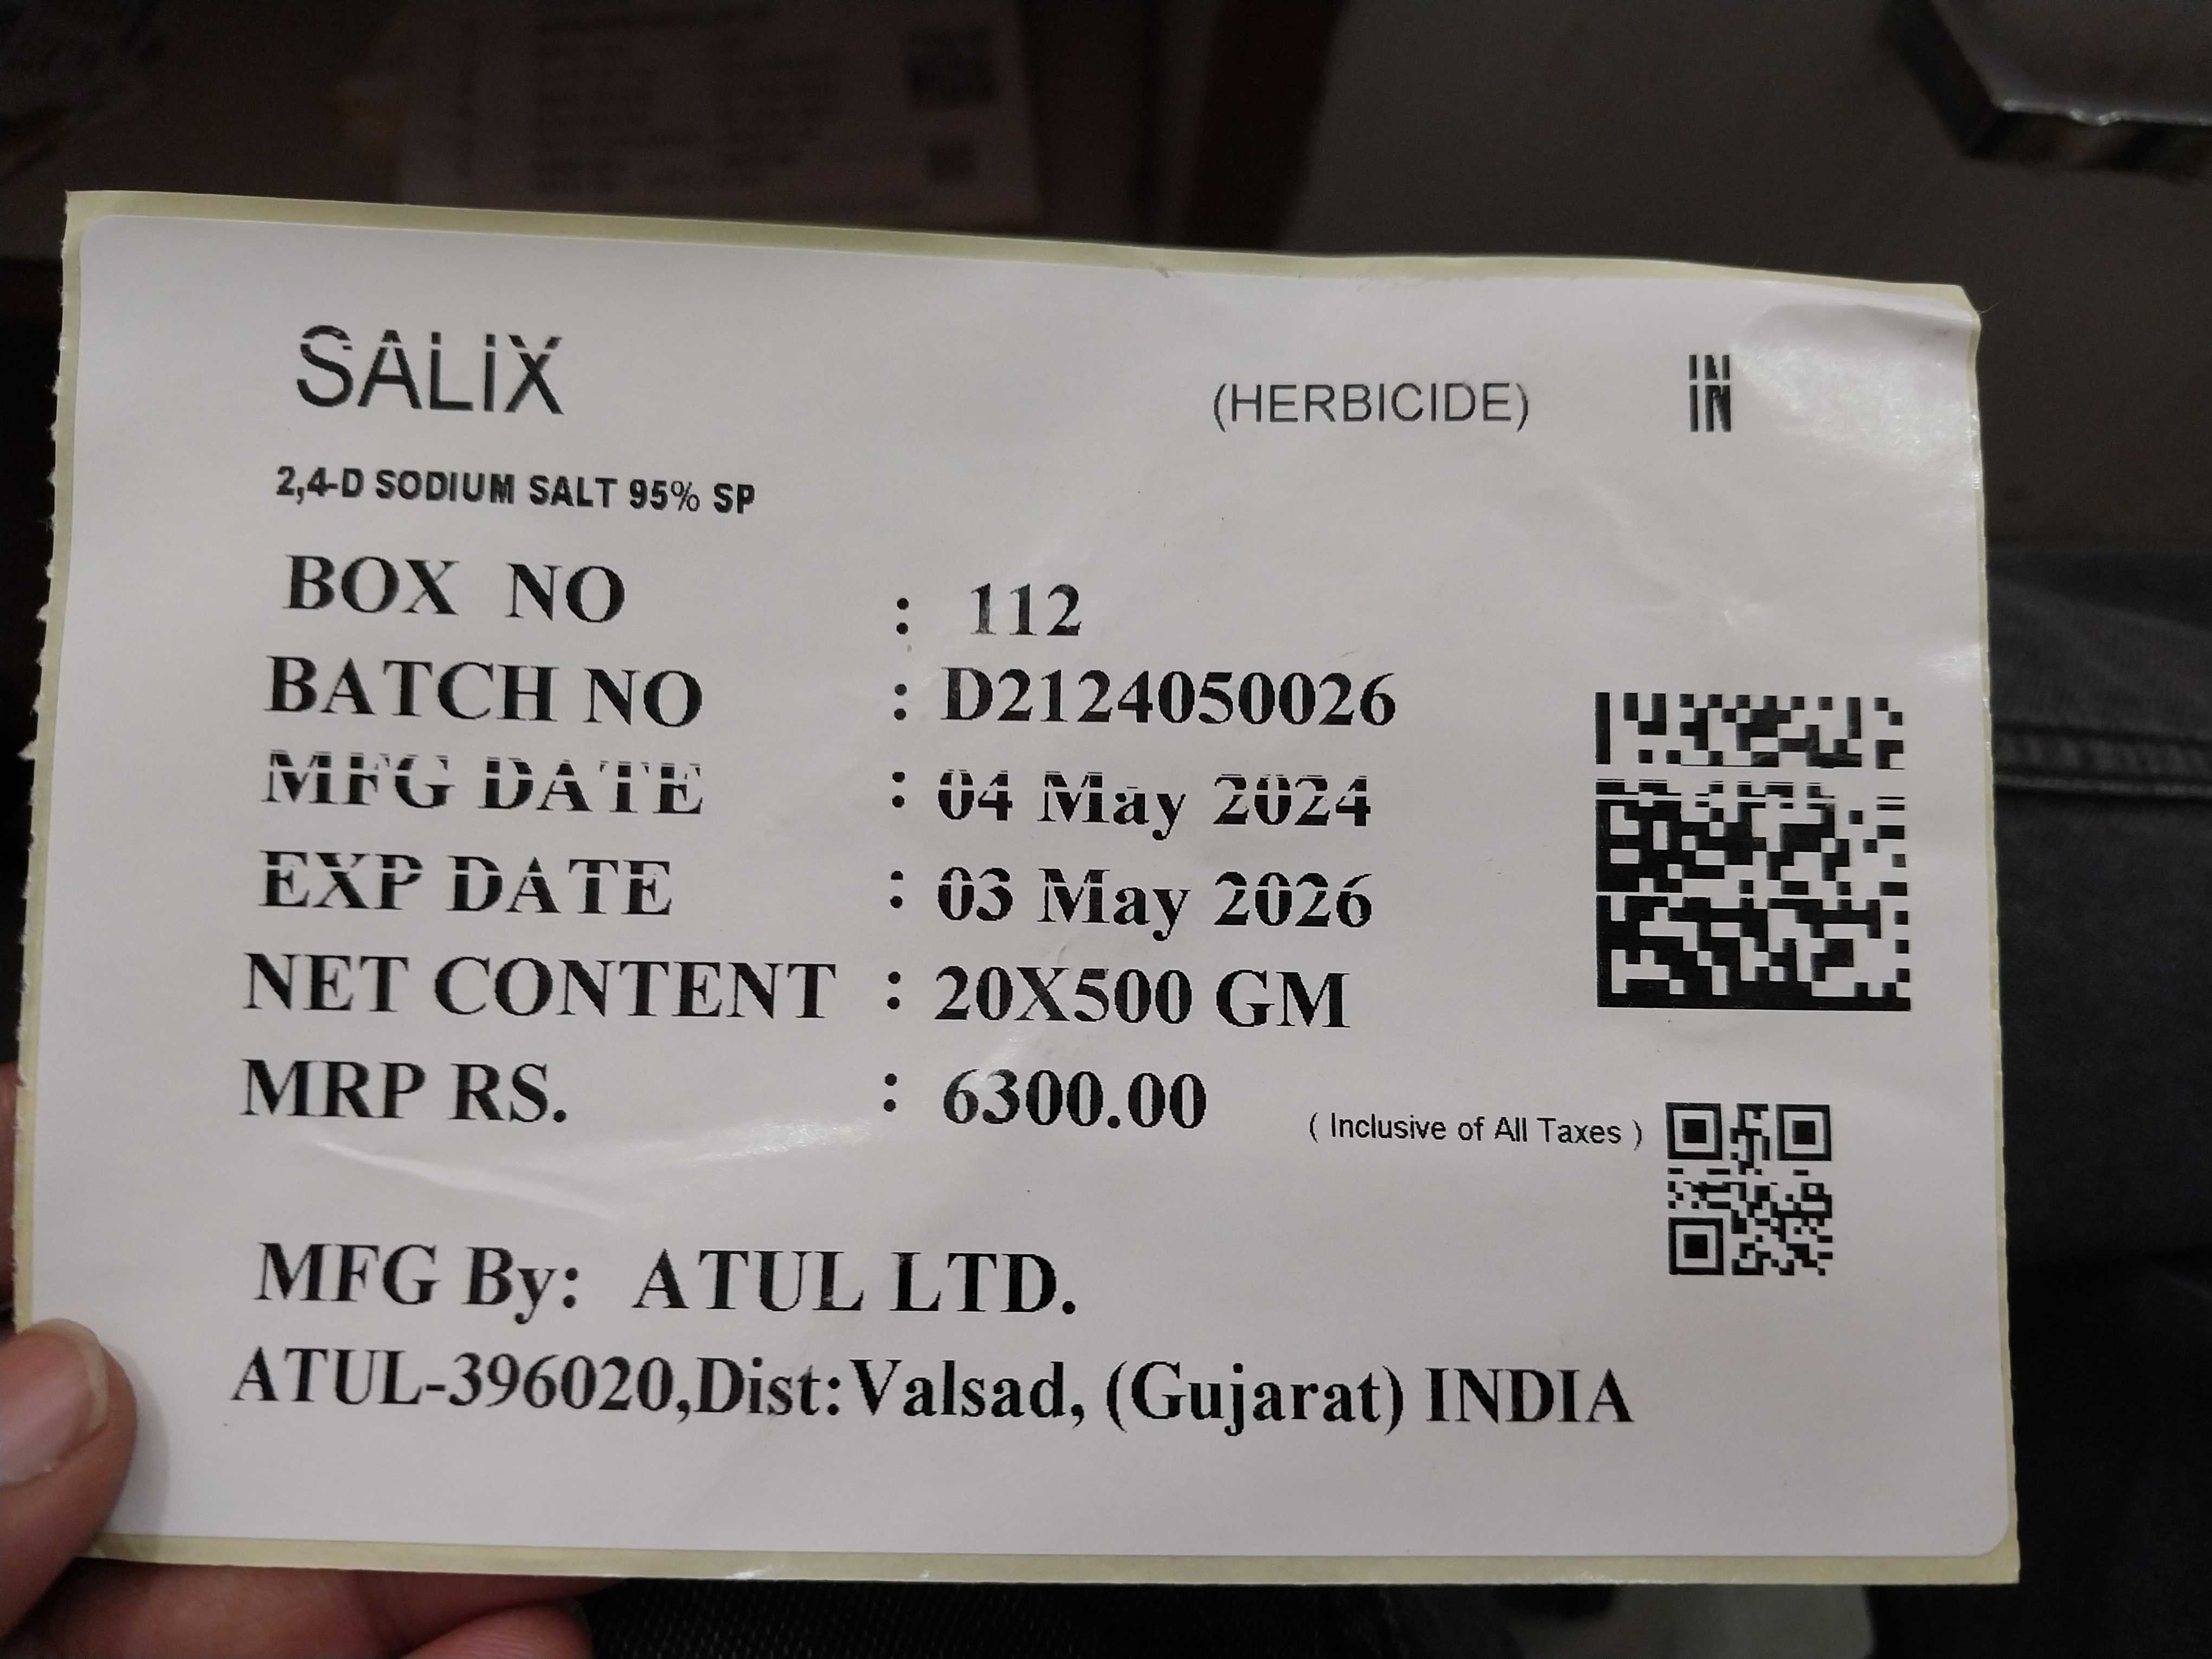 SALIX
(HERBICIDE)
IN
2,4-D SODIUM SALT 95% SP
BOX NO : 112
BATCH NO : D2124050026
MFG DATE : 04 May 2024
EXP DATE : 03 May 2026
NET CONTENT : 20X500 GM
MRP RS. : 6300.00 ( Inclusive of All Taxes )
MFG By: ATUL LTD.
ATUL-396020,Dist:Valsad, (Gujarat) INDIA